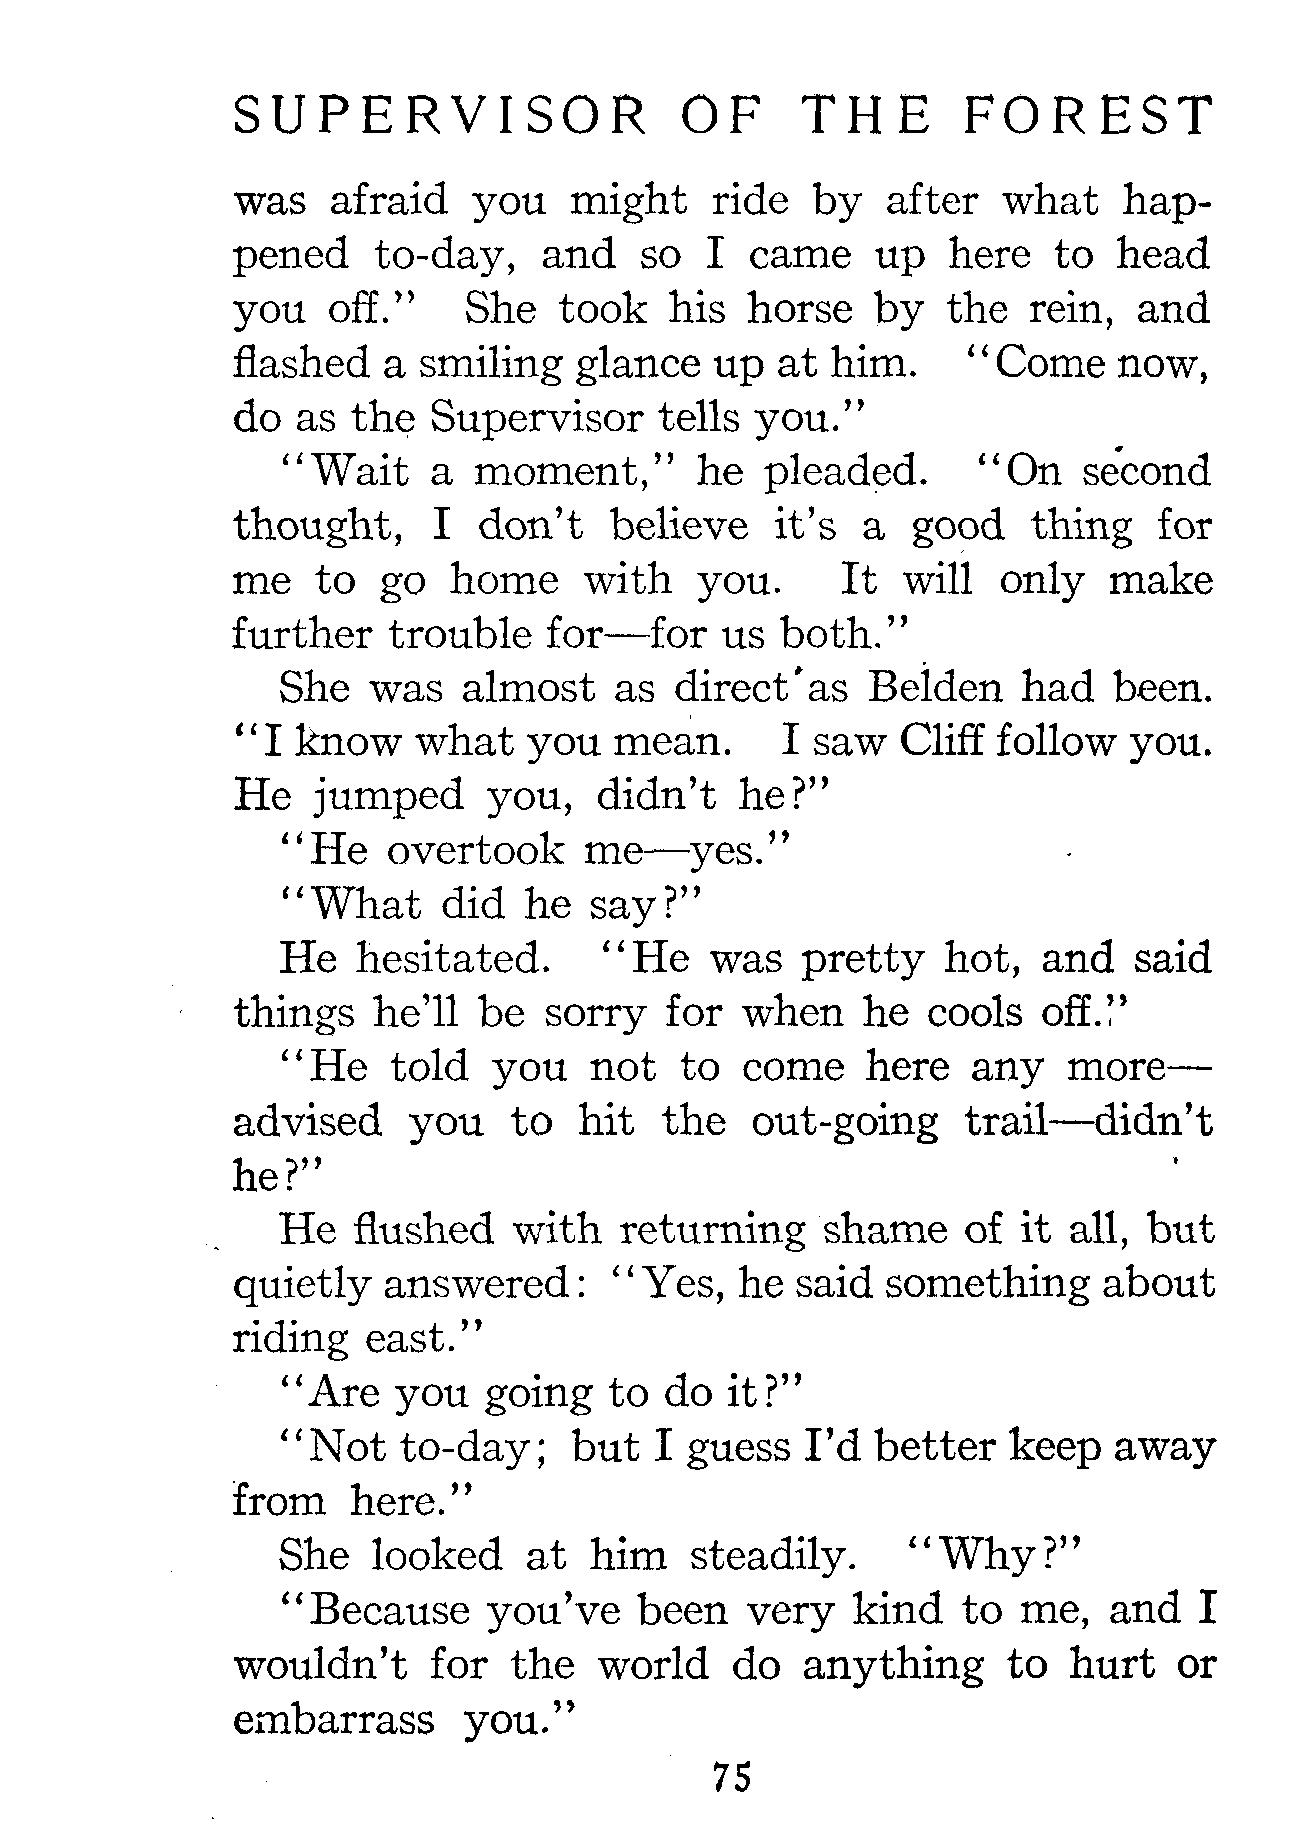 SUPERVISOR OF THE FOREST
was afraid you might ride by after what hap-
pened to-day, and so I came up here to head
you off." She took his horse by the rein, and
flashed a smiling glance up at him. "Come now,
do as the Supervisor tells you."
"Wait a moment," he pleaded. "On second
thought, I don't believe it's a good thing for
me to go home with you. It will only make
further trouble for—for us both."
She was almost as direct as Belden had been.
"I know what you mean. I saw Cliff follow you.
He jumped you, didn't he?"
"He overtook me—yes."
"What did he say?"
He hesitated. "He was pretty hot, and said
things he'll be sorry for when he cools off."
"He told you not to come here any more—
advised you to hit the out-going trail—didn't
he?"
He flushed with returning shame of it all, but
quietly answered: "Yes, he said something about
riding east."
"Are you going to do it?"
"Not to-day; but I guess I'd better keep away
from here."
She looked at him steadily. "Why?"
"Because you've been very kind to me, and I
wouldn't for the world do anything to hurt or
embarrass you."
75